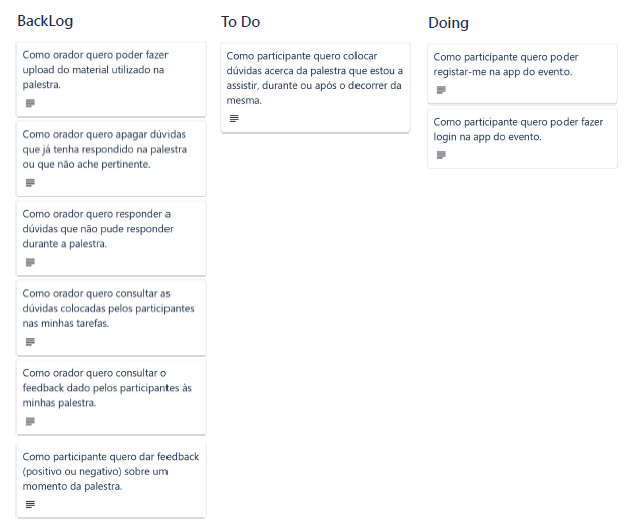 BackLog
Como orador quero poder fazer
upload do material utilizado na
palestra.
Como orador quero apagar dúvidas
que já tenha respondido na palestra
ou que não ache pertinente.
Como orador quero responder a
dúvidas que não pude responder
durante a palestra.
Como orador quero consultar as
dúvidas colocadas pelos participantes
nas minhas tarefas.
Como orador quero consultar o
feedback dado pelos participantes às
minhas palestra.
Como participante quero dar feedback
(positivo ou negativo) sobre um
momento da palestra.
To Do
Como participante quero colocar
dúvidas acerca da palestra que estou a
assistir, durante ou após o decorrer da
mesma.
Doing
Como participante quero poder
registar-me na app do evento.
Como participante quero poder fazer
login na app do evento.